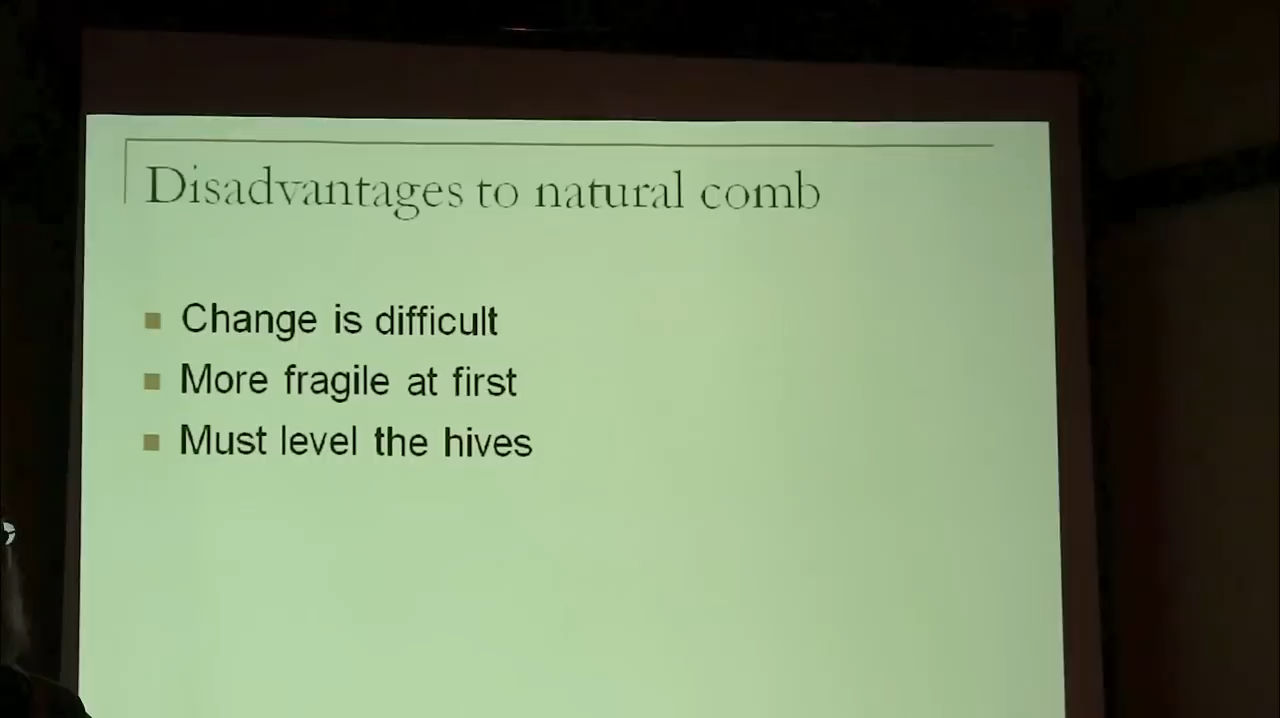 Disadvantages to natural comb
Change is difficult
More fragile at first
Must level the hives